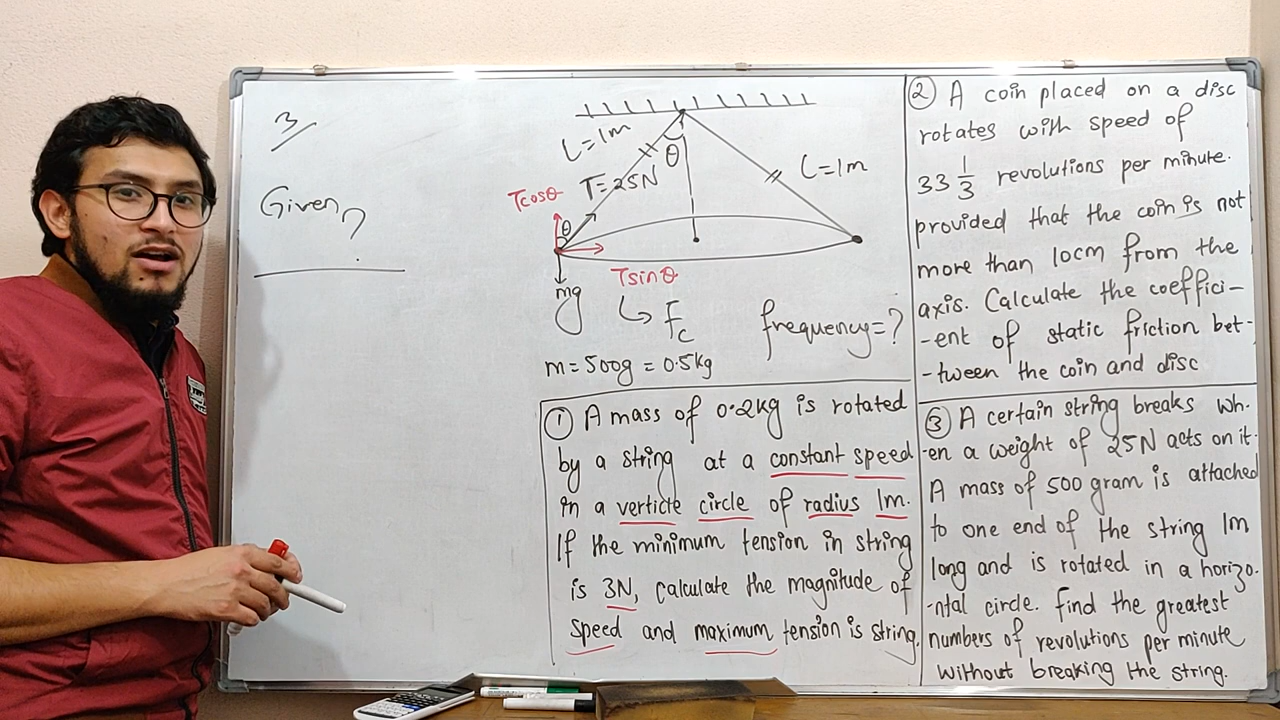 3
Given,
L=1m
θ
T=25N
L=1m
Tcosθ
θ
Tsinθ
mg
Fc
frequency=?
m=500g = 0.5kg
① A mass of 0.2kg is rotated
by a string at a constant speed
in a verticle circle of radius 1m.
If the minimum tension in string
is 3N, calculate the magnitude of
speed and maximum tension is string.
② A coin placed on a disc
rotates with speed of
33 1/3 revolutions per minute.
provided that the coin is not
more than 10cm from the
axis. Calculate the coeffici-
-ent of static friction bet-
-tween the coin and disc
③ A certain string breaks wh-
-en a weight of 25N acts on it.
A mass of 500 gram is attached
to one end of the string 1m
long and is rotated in a horizo-
-ntal circle. find the greatest
numbers of revolutions per minute
without breaking the string.